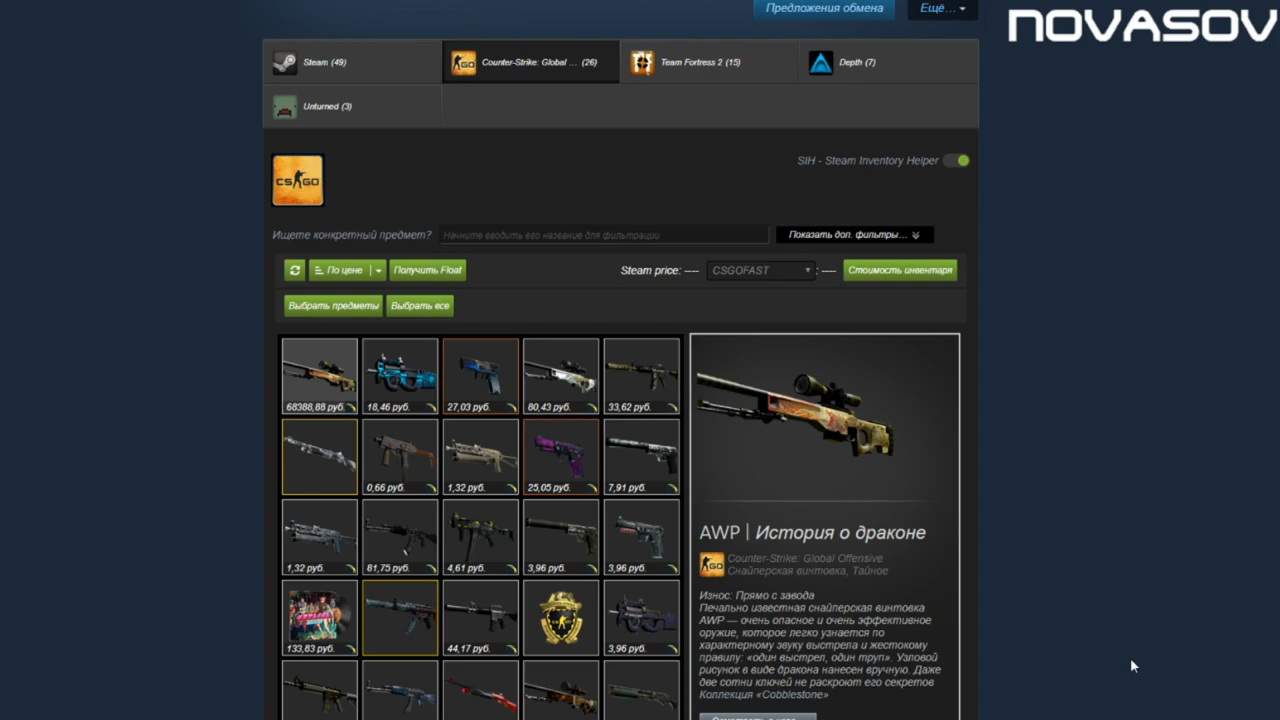 Предложения обмена
Ещё...
NOVASOV
Steam (49)
Counter-Strike: Global ... (26)
Team Fortress 2 (15)
Depth (7)
Unturned (3)
CS GO
SIH - Steam Inventory Helper
Ищете конкретный предмет?
Начните вводить его название для фильтрации
Показать доп. фильтры...
По цене
Получить Float
Steam price: ---
CSGOFAST
: ---
Стоимость инвентаря
Выбрать предметы
Выбрать все
68388,88 руб.
18,46 руб.
27,03 руб.
80,43 руб.
33,62 руб.
0,66 руб.
1,32 руб.
25,05 руб.
7,91 руб.
1,32 руб.
81,75 руб.
4,61 руб.
3,96 руб.
3,96 руб.
133,83 руб.
44,17 руб.
3,96 руб.
AWP | История о драконе
Counter-Strike: Global Offensive
Снайперская винтовка, Тайное
Износ: Прямо с завода
Печально известная снайперская винтовка
AWP — очень опасное и очень эффективное
оружие, которое легко узнается по
характерному звуку выстрела и жестокому
правилу: «один выстрел, один труп». Узловой
рисунок в виде дракона нанесен вручную. Даже
две сотни ключей не раскроют его секретов
Коллекция «Cobblestone»